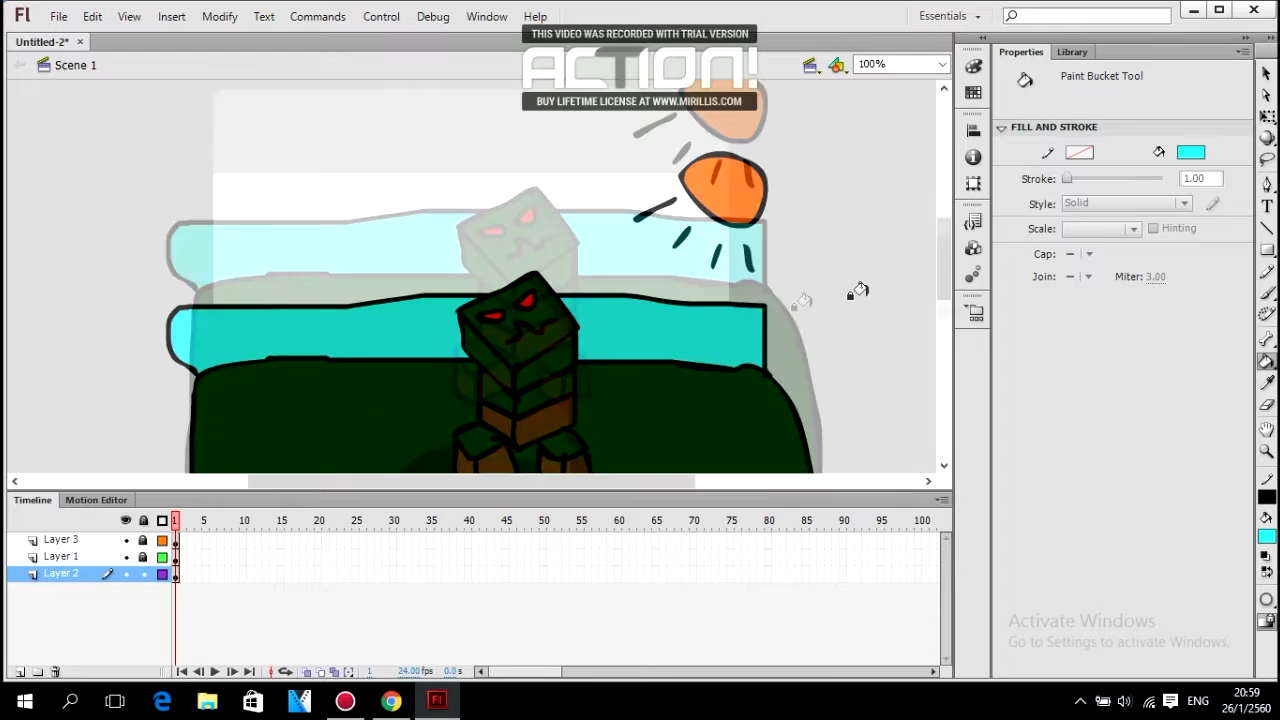 Fl File Edit View Insert Modify Text Commands Control Debug Window Help Essentials
THIS VIDEO WAS RECORDED WITH TRIAL VERSION
ACTION!
BUY LIFETIME LICENSE AT WWW.MIRILLIS.COM
Untitled-2* ×
Scene 1 100%
Properties Library
Paint Bucket Tool
FILL AND STROKE
Stroke: 1.00
Style: Solid
Scale: Hinting
Cap:
Join: Miter: 3.00
Timeline Motion Editor
1 5 10 15 20 25 30 35 40 45 50 55 60 65 70 75 80 85 90 95 100
Layer 3
Layer 1
Layer 2
1 24.00 fps 0.0 s
Activate Windows
Go to Settings to activate Windows.
Fl
ENG
20:59
26/1/2560